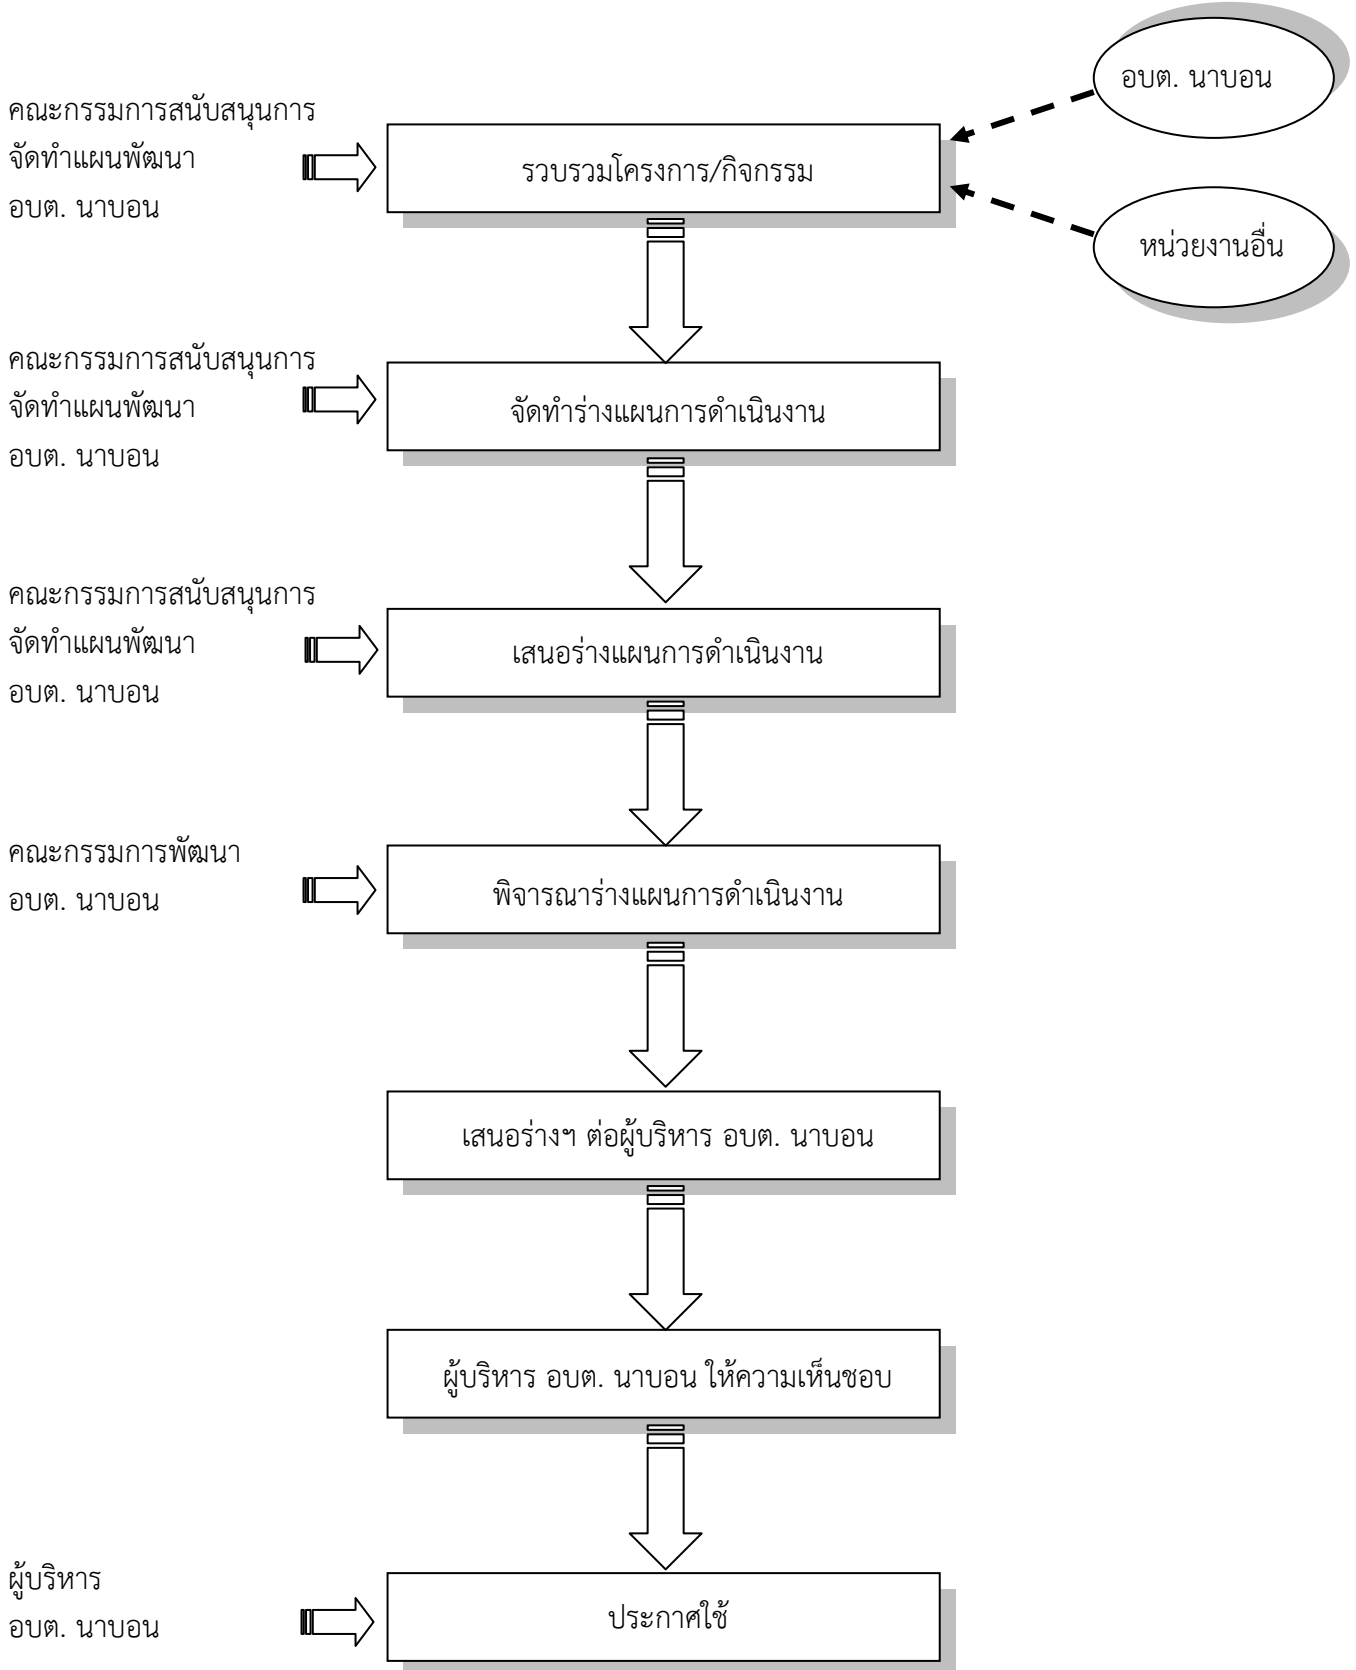 อบต. นาบอน
คณะกรรมการสนับสนุนการ
จัดทำแผนพัฒนา
อบต. นาบอน
รวบรวมโครงการ/กิจกรรม
หน่วยงานอื่น
คณะกรรมการสนับสนุนการ
จัดทำแผนพัฒนา
อบต. นาบอน
จัดทำร่างแผนการดำเนินงาน
คณะกรรมการสนับสนุนการ
จัดทำแผนพัฒนา
อบต. นาบอน
เสนอร่างแผนการดำเนินงาน
คณะกรรมการพัฒนา
อบต. นาบอน
พิจารณาร่างแผนการดำเนินงาน
เสนอร่างฯ ต่อผู้บริหาร อบต. นาบอน
ผู้บริหาร อบต. นาบอน ให้ความเห็นชอบ
ผู้บริหาร
อบต. นาบอน
ประกาศใช้